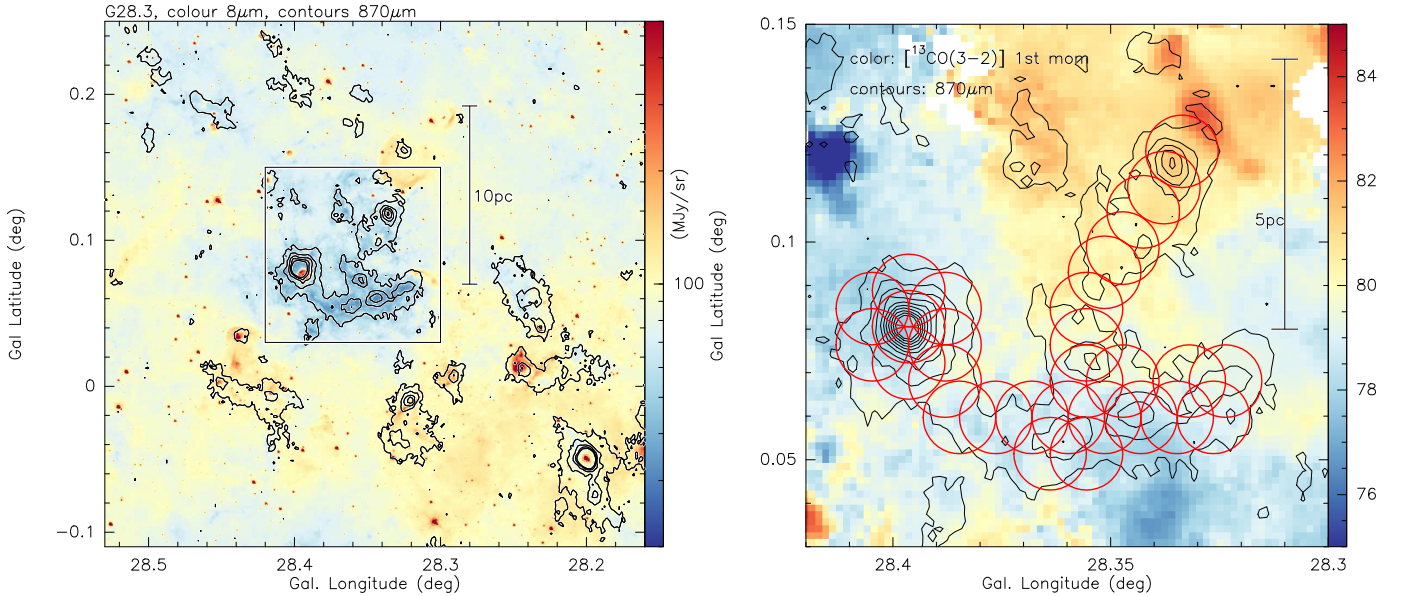 G28.3, colour 8μm, contours 870μm
0.2
0.1
0
−0.1
Gal Latitude (deg)
28.5
28.4
28.3
28.2
Gal. Longitude (deg)
10pc
100
(MJy/sr)
color: [¹³CO(3−2)] 1st mom
contours: 870μm
0.15
0.1
0.05
Gal Latitude (deg)
28.4
28.35
28.3
Gal. Longitude (deg)
5pc
84
82
80
78
76